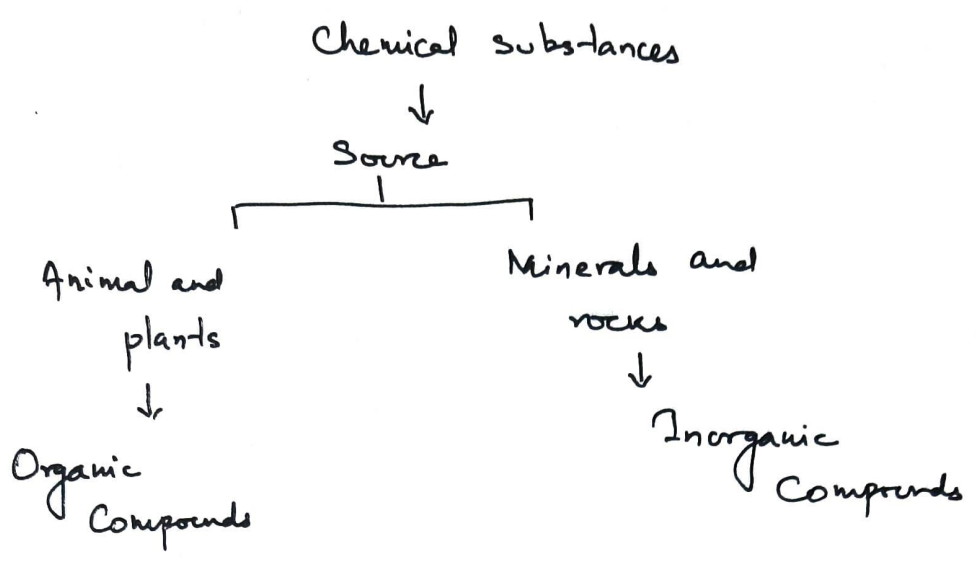 Chemical substances
Source
Animal and
plants
Minerals and
rocks
Organic
Compounds
Inorganic
Compounds